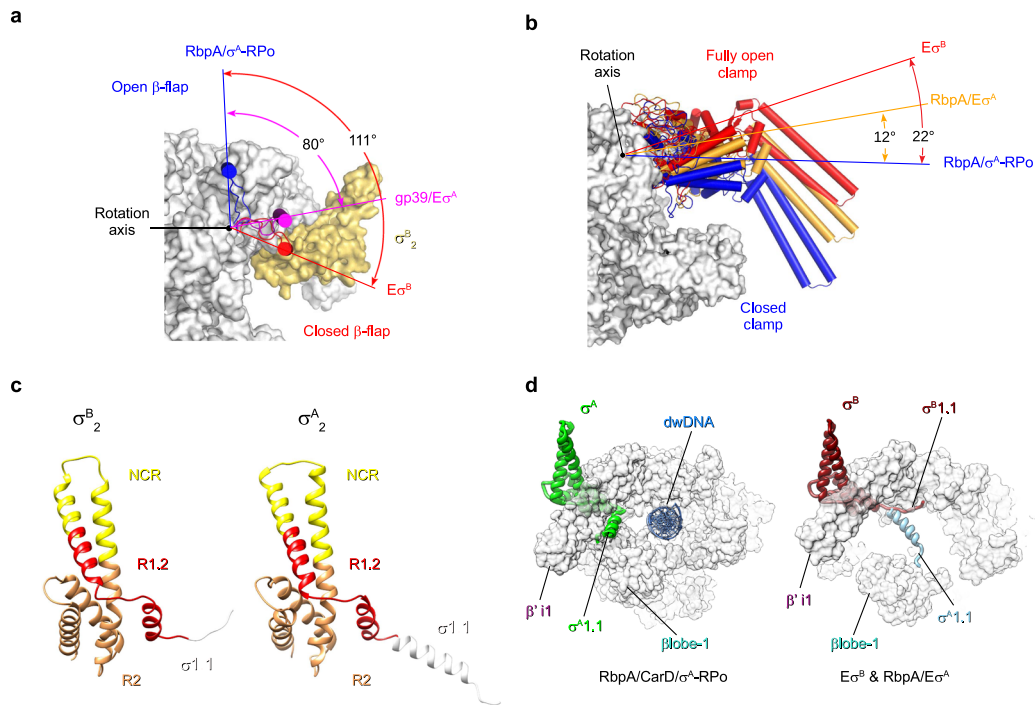 a
RbpA/σᴬ-RPo
Open β-flap
111°
80°
gp39/Eσᴬ
Rotation
axis
σᴮ₂
Eσᴮ
Closed β-flap
b
Eσᴮ
Rotation
axis
Fully open
clamp
RbpA/Eσᴬ
12°
22°
RbpA/σᴬ-RPo
Closed
clamp
c
σᴮ₂
σᴬ₂
NCR
NCR
R1.2
R1.2
σ1 1
σ1 1
R2
R2
d
σᴬ
dwDNA
σᴮ
σᴮ1.1
β' i1
σᴬ1.1
βlobe-1
β' i1
βlobe-1
σᴬ1.1
RbpA/CarD/σᴬ-RPo
Eσᴮ & RbpA/Eσᴬ